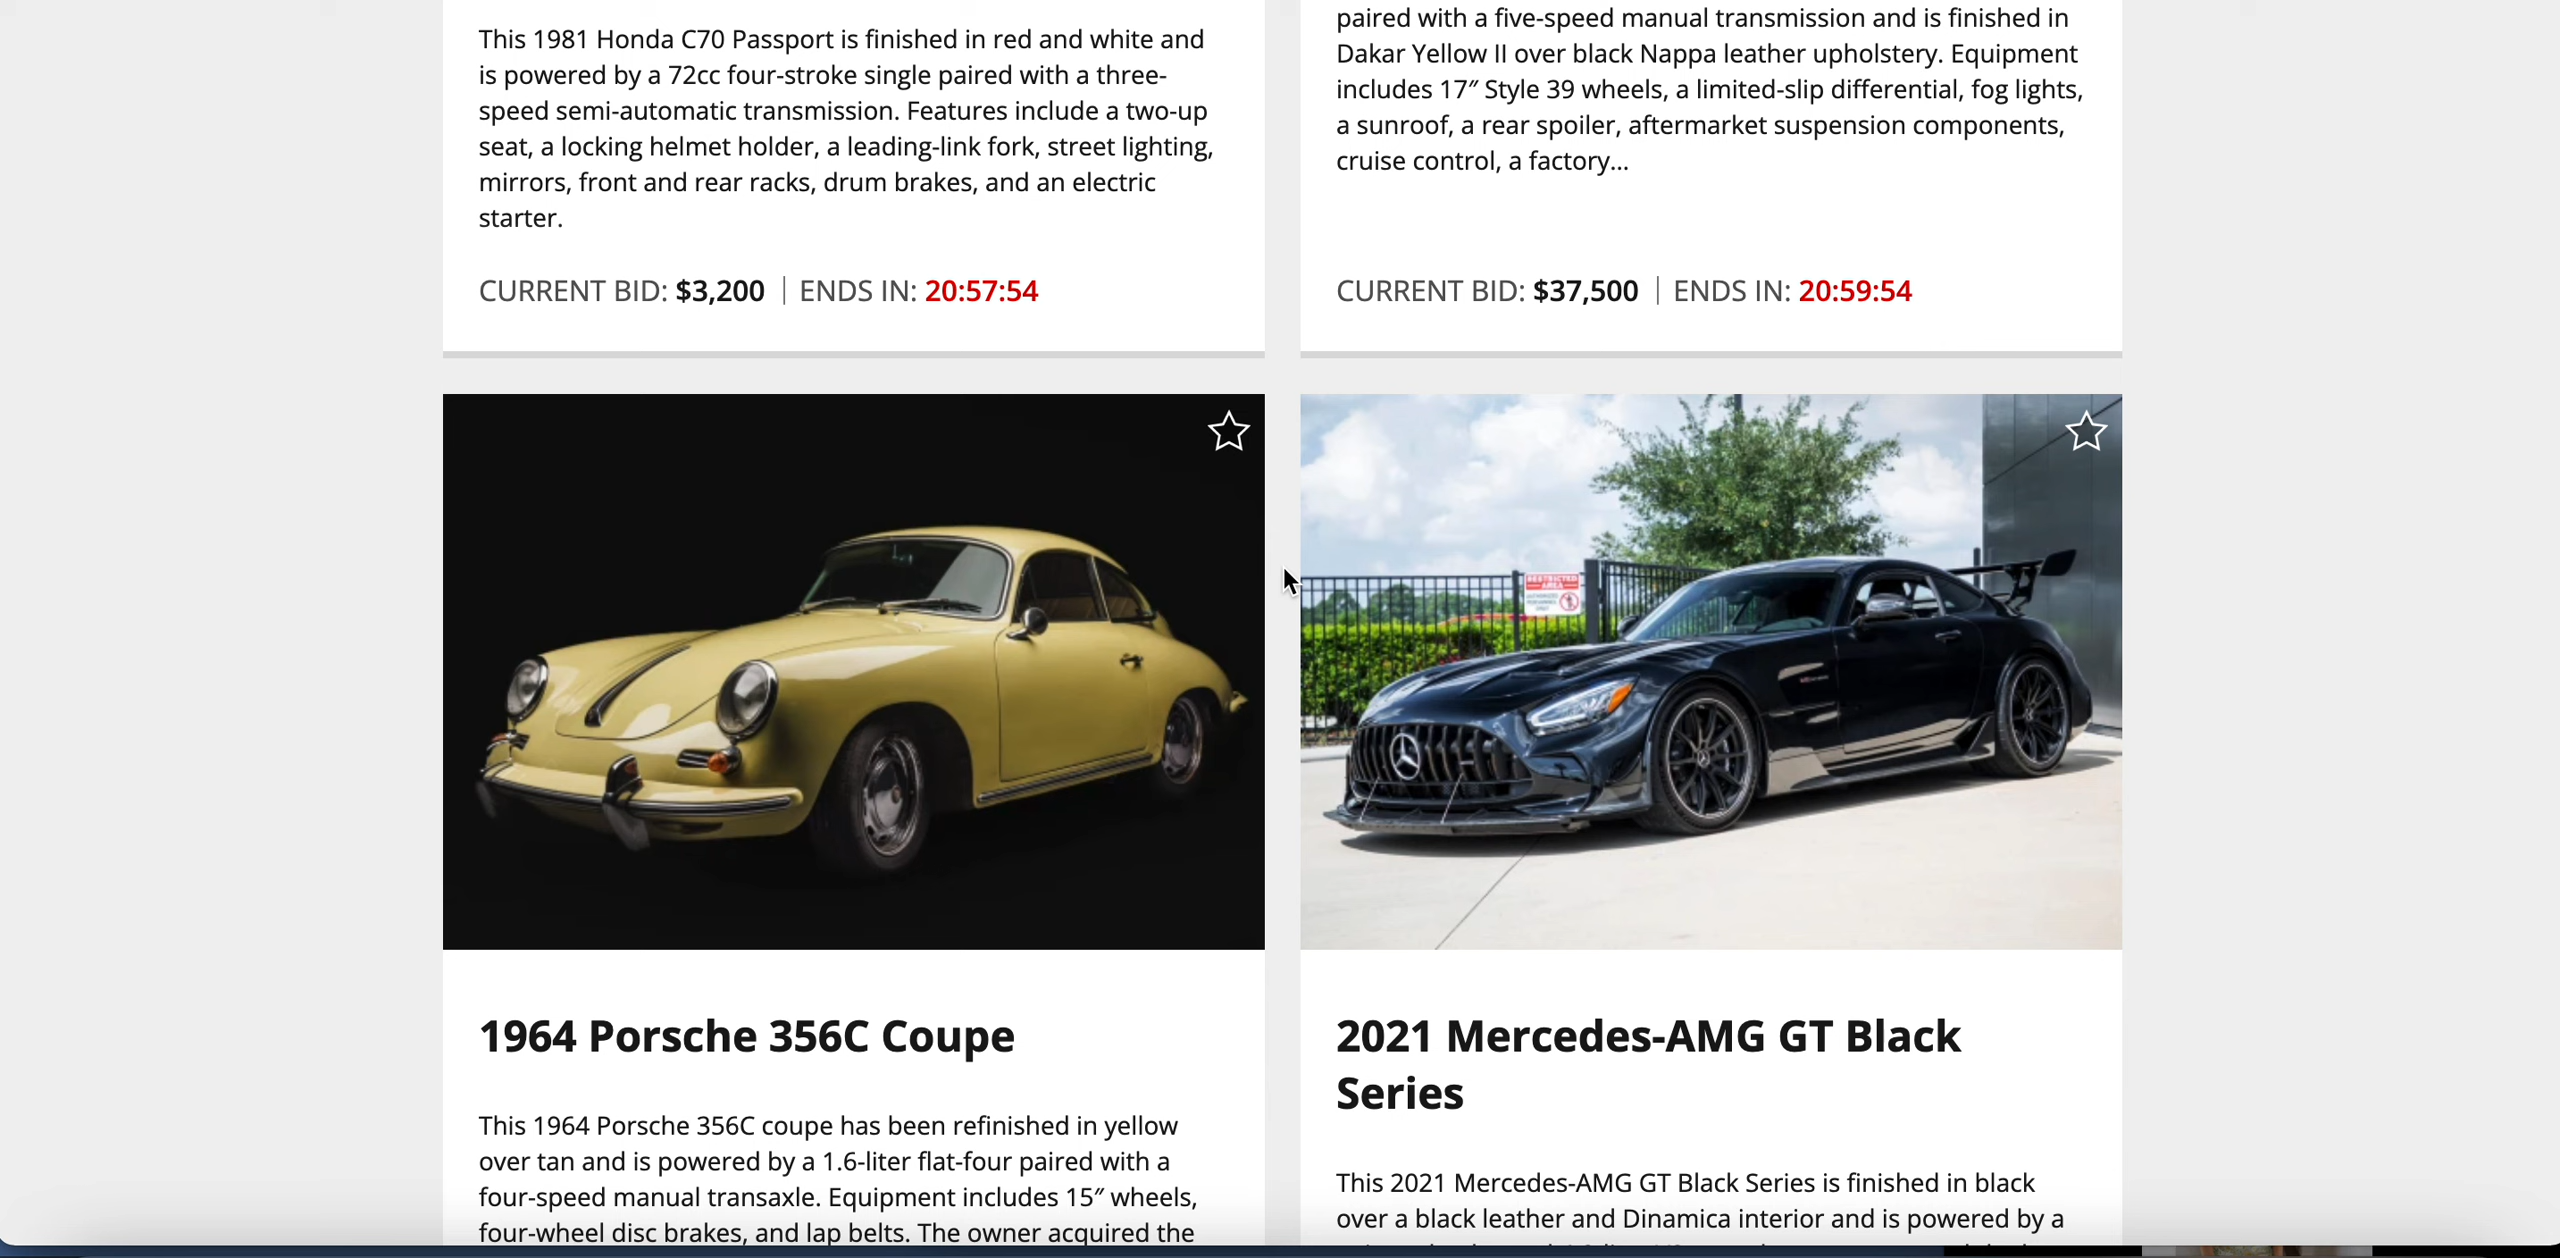 This 1981 Honda C70 Passport is finished in red and white and
is powered by a 72cc four-stroke single paired with a three-
speed semi-automatic transmission. Features include a two-up
seat, a locking helmet holder, a leading-link fork, street lighting,
mirrors, front and rear racks, drum brakes, and an electric
starter.
CURRENT BID: $3,200 | ENDS IN: 20:57:54
paired with a five-speed manual transmission and is finished in
Dakar Yellow II over black Nappa leather upholstery. Equipment
includes 17″ Style 39 wheels, a limited-slip differential, fog lights,
a sunroof, a rear spoiler, aftermarket suspension components,
cruise control, a factory...
CURRENT BID: $37,500 | ENDS IN: 20:59:54
RESTRICTED
AREA
1964 Porsche 356C Coupe
This 1964 Porsche 356C coupe has been refinished in yellow
over tan and is powered by a 1.6-liter flat-four paired with a
four-speed manual transaxle. Equipment includes 15″ wheels,
four-wheel disc brakes, and lap belts. The owner acquired the
2021 Mercedes-AMG GT Black
Series
This 2021 Mercedes-AMG GT Black Series is finished in black
over a black leather and Dinamica interior and is powered by a